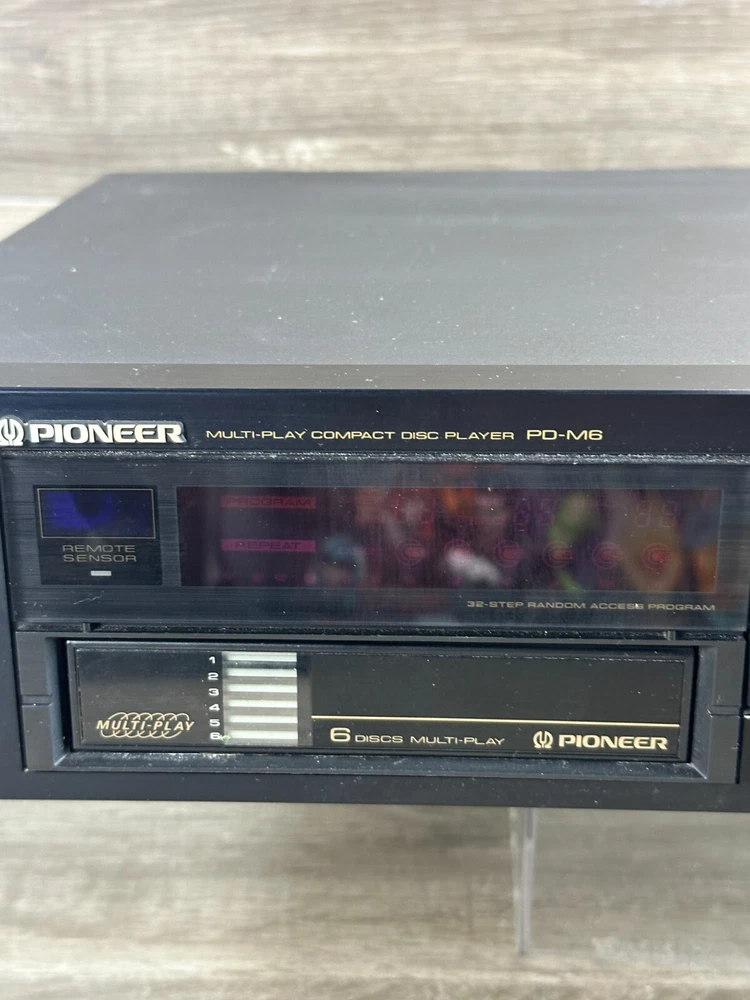 PIONEER MULTI-PLAY COMPACT DISC PLAYER PD-M6
PROGRAM
REPEAT
REMOTE
SENSOR
32-STEP RANDOM ACCESS PROGRAM
1
2
3
4
5
6
MULTI-PLAY
6 DISCS MULTI-PLAY PIONEER